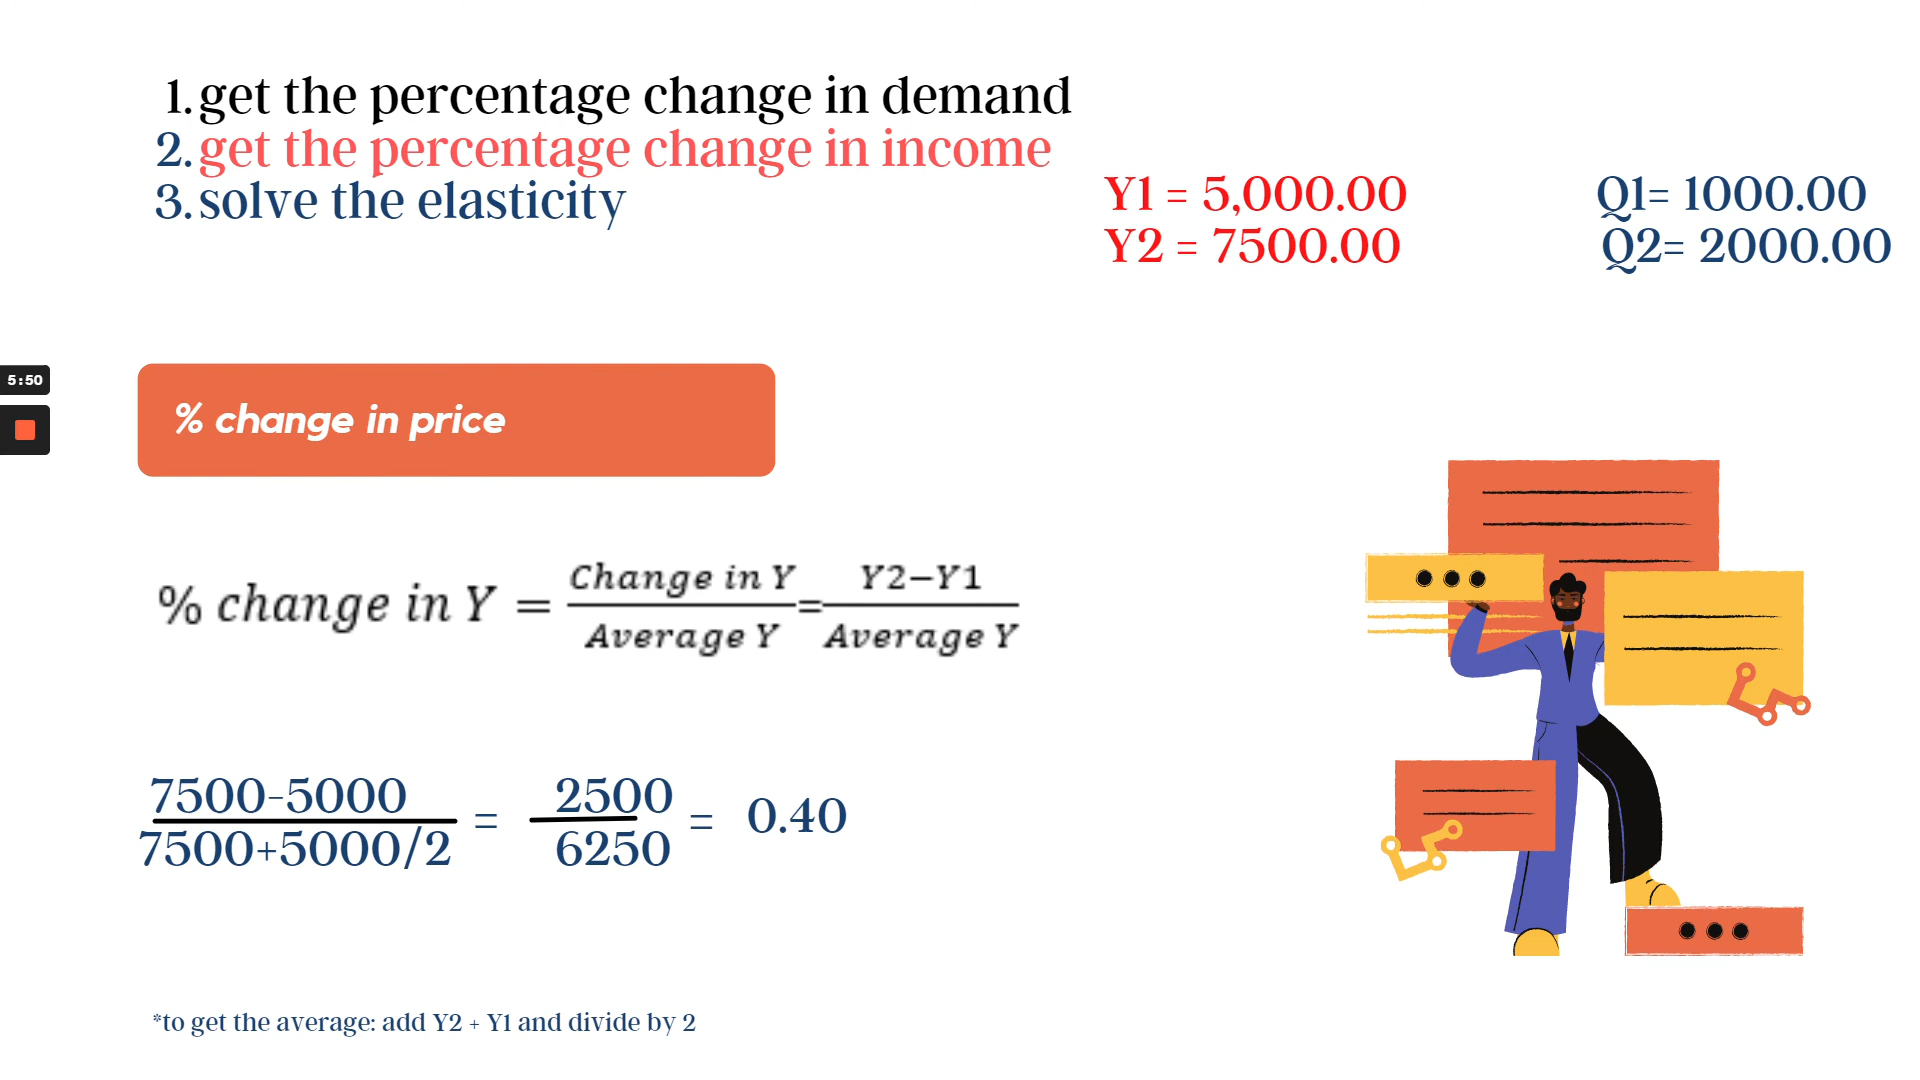 1. get the percentage change in demand
2. get the percentage change in income
3. solve the elasticity
Y1 = 5,000.00
Y2 = 7500.00
Q1= 1000.00
Q2= 2000.00
5:50
% change in price
% change in Y = Change in Y / Average Y = Y2−Y1 / Average Y
7500-5000 / 7500+5000/2 = 2500 / 6250 = 0.40
*to get the average: add Y2 + Y1 and divide by 2